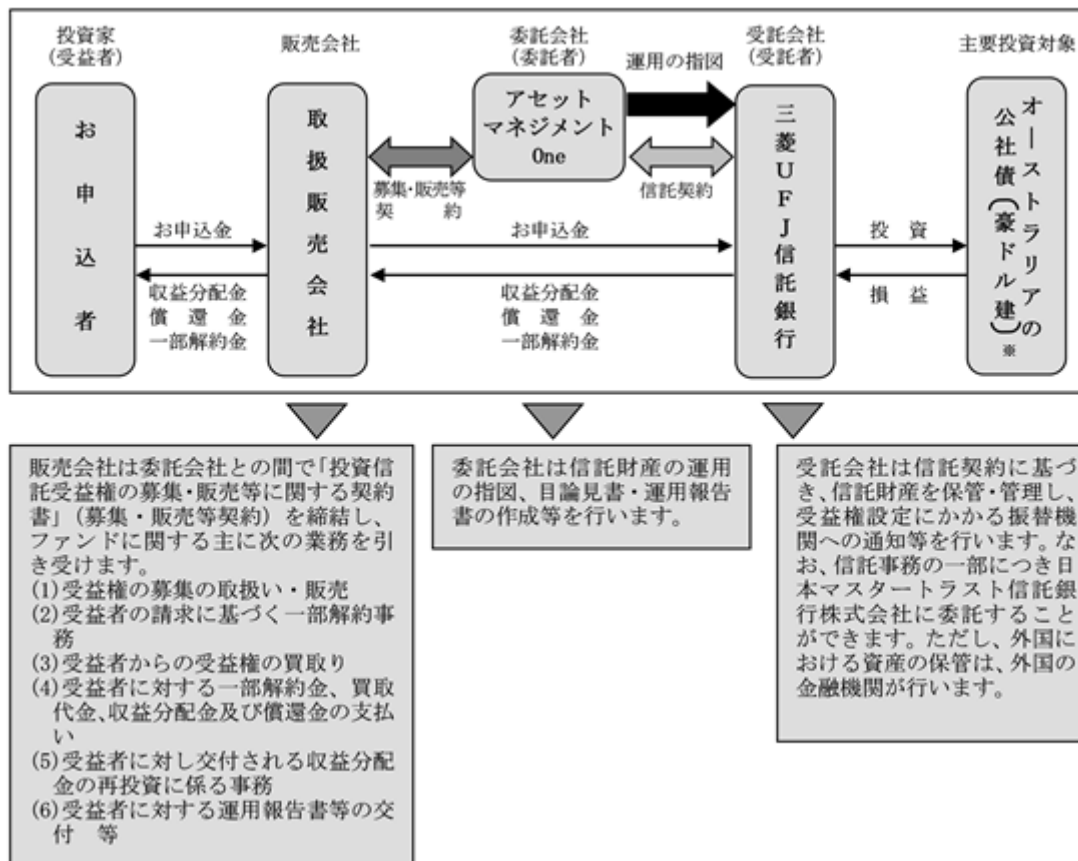 投資家
(受益者)
販売会社
委託会社
(委託者)
受託会社
(受託者)
主要投資対象
運用の指図
お申込者
取扱販売会社
アセット
マネジメント
One
三菱UFJ信託銀行
オーストラリアの
公社債(豪ドル建)※
募集・販売等
契　約
信託契約
お申込金
お申込金
投　資
収益分配金
償　還　金
一部解約金
収益分配金
償　還　金
一部解約金
損　益
販売会社は委託会社との間で「投資信
託受益権の募集・販売等に関する契約
書」(募集・販売等契約)を締結し、
ファンドに関する主に次の業務を引
き受けます。
(1)受益権の募集の取扱い・販売
(2)受益者の請求に基づく一部解約事
務
(3)受益者からの受益権の買取り
(4)受益者に対する一部解約金、買取
代金、収益分配金及び償還金の支払
い
(5)受益者に対し交付される収益分配
金の再投資に係る事務
(6)受益者に対する運用報告書等の交
付　等
委託会社は信託財産の運用
の指図、目論見書・運用報告
書の作成等を行います。
受託会社は信託契約に基づ
き、信託財産を保管・管理し、
受益権設定にかかる振替機
関への通知等を行います。な
お、信託事務の一部につき日
本マスタートラスト信託銀
行株式会社に委託すること
ができます。ただし、外国に
おける資産の保管は、外国の
金融機関が行います。